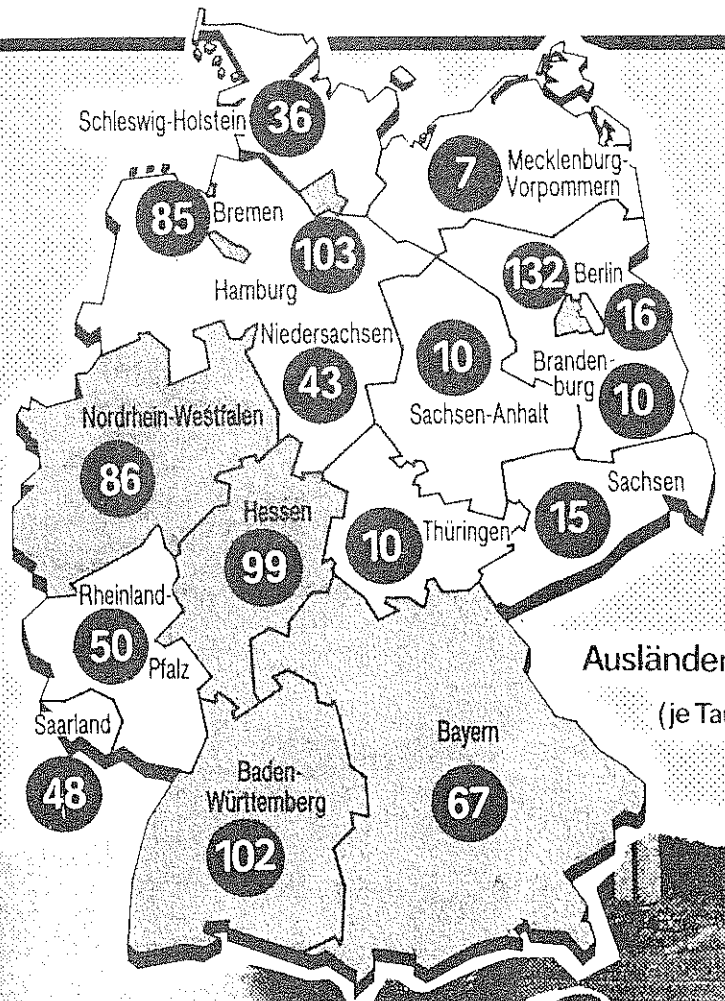 Schleswig-Holstein
36
7
Mecklenburg-
Vorpommern
85
Bremen
103
Hamburg
132
Berlin
16
Niedersachsen
43
10
Sachsen-Anhalt
Branden-
burg
10
Nordrhein-Westfalen
86
Hessen
99
10
Thüringen
15
Sachsen
Rheinland-
Pfalz
50
Saarland
48
Ausländer
(je Ta
Bayern
67
Baden-
Württemberg
102